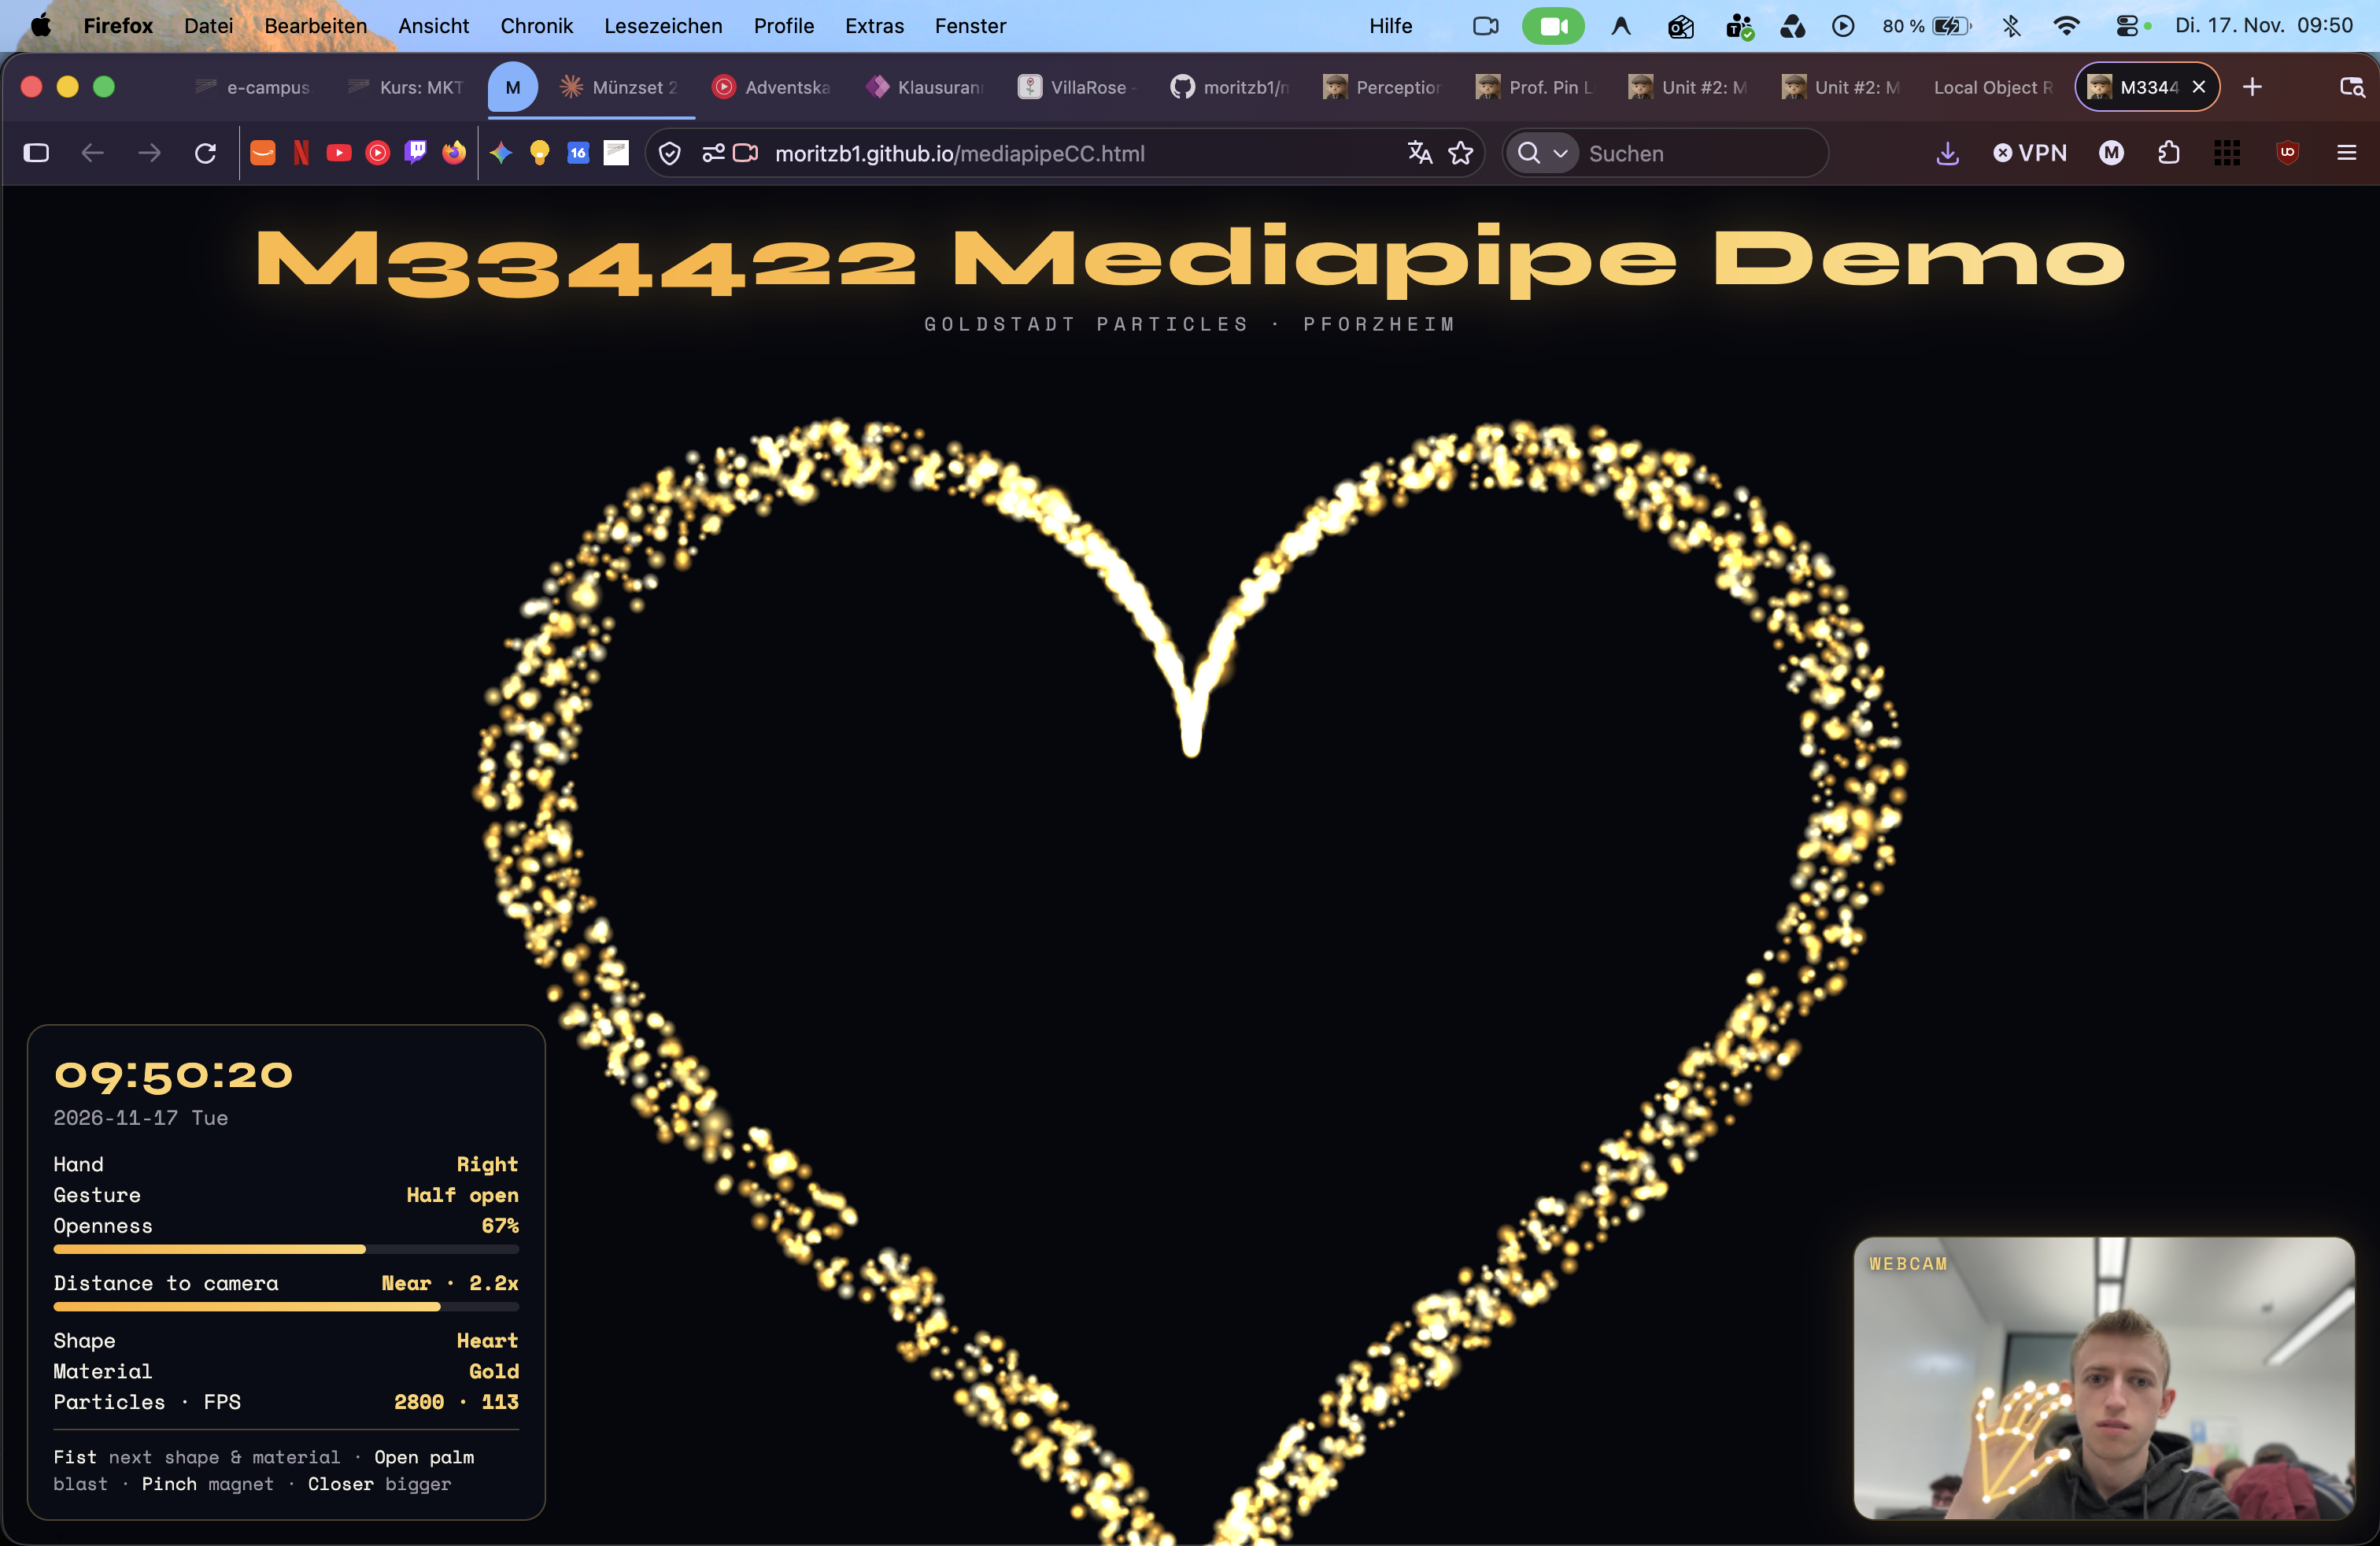 Firefox Datei Bearbeiten Ansicht Chronik Lesezeichen Profile Extras Fenster Hilfe 80 % Di. 17. Nov. 09:50
e-campus. Kurs: MKT M Münzset 2 Adventska Klausuran VillaRose - moritzb1/m Perception Prof. Pin L Unit #2: M Unit #2: M Local Object R M3344
16 moritzb1.github.io/mediapipeCC.html Suchen VPN M
M334422 Mediapipe Demo
GOLDSTADT PARTICLES · PFORZHEIM
09:50:20
2026-11-17 Tue
Hand Right
Gesture Half open
Openness 67%
Distance to camera Near · 2.2x
Shape Heart
Material Gold
Particles · FPS 2800 · 113
Fist next shape & material · Open palm
blast · Pinch magnet · Closer bigger
WEBCAM